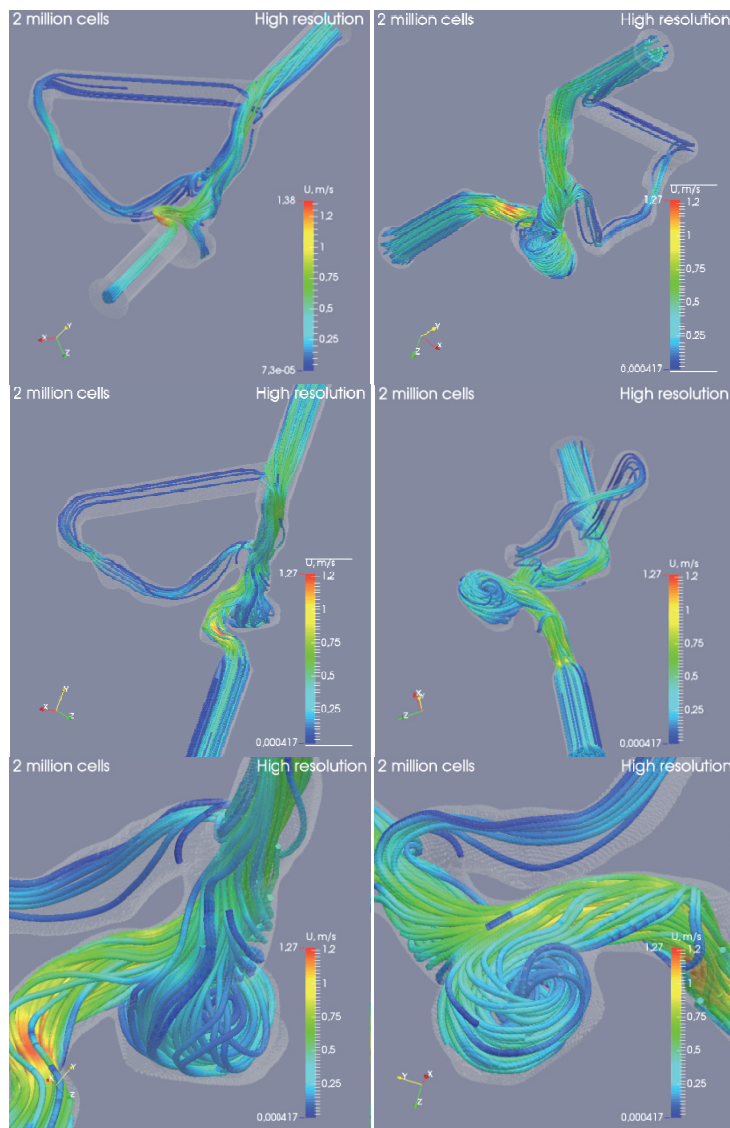 2 million cells High resolution
U, m/s
1,38
1,2
1
0,75
0,5
0,25
7,3e-05
X Y Z
2 million cells High resolution
U, m/s
1,27 1,2
1
0,75
0,5
0,25
0,000417
Y X Z
2 million cells High resolution
U, m/s
1,27 1,2
1
0,75
0,5
0,25
0,000417
Y X Z
2 million cells High resolution
U, m/s
1,27 1,2
1
0,75
0,5
0,25
0,000417
X Z
2 million cells High resolution
U, m/s
1,27 1,2
1
0,75
0,5
0,25
0,000417
Y Z
2 million cells High resolution
U, m/s
1,27 1,2
1
0,75
0,5
0,25
0,000417
Y X Z